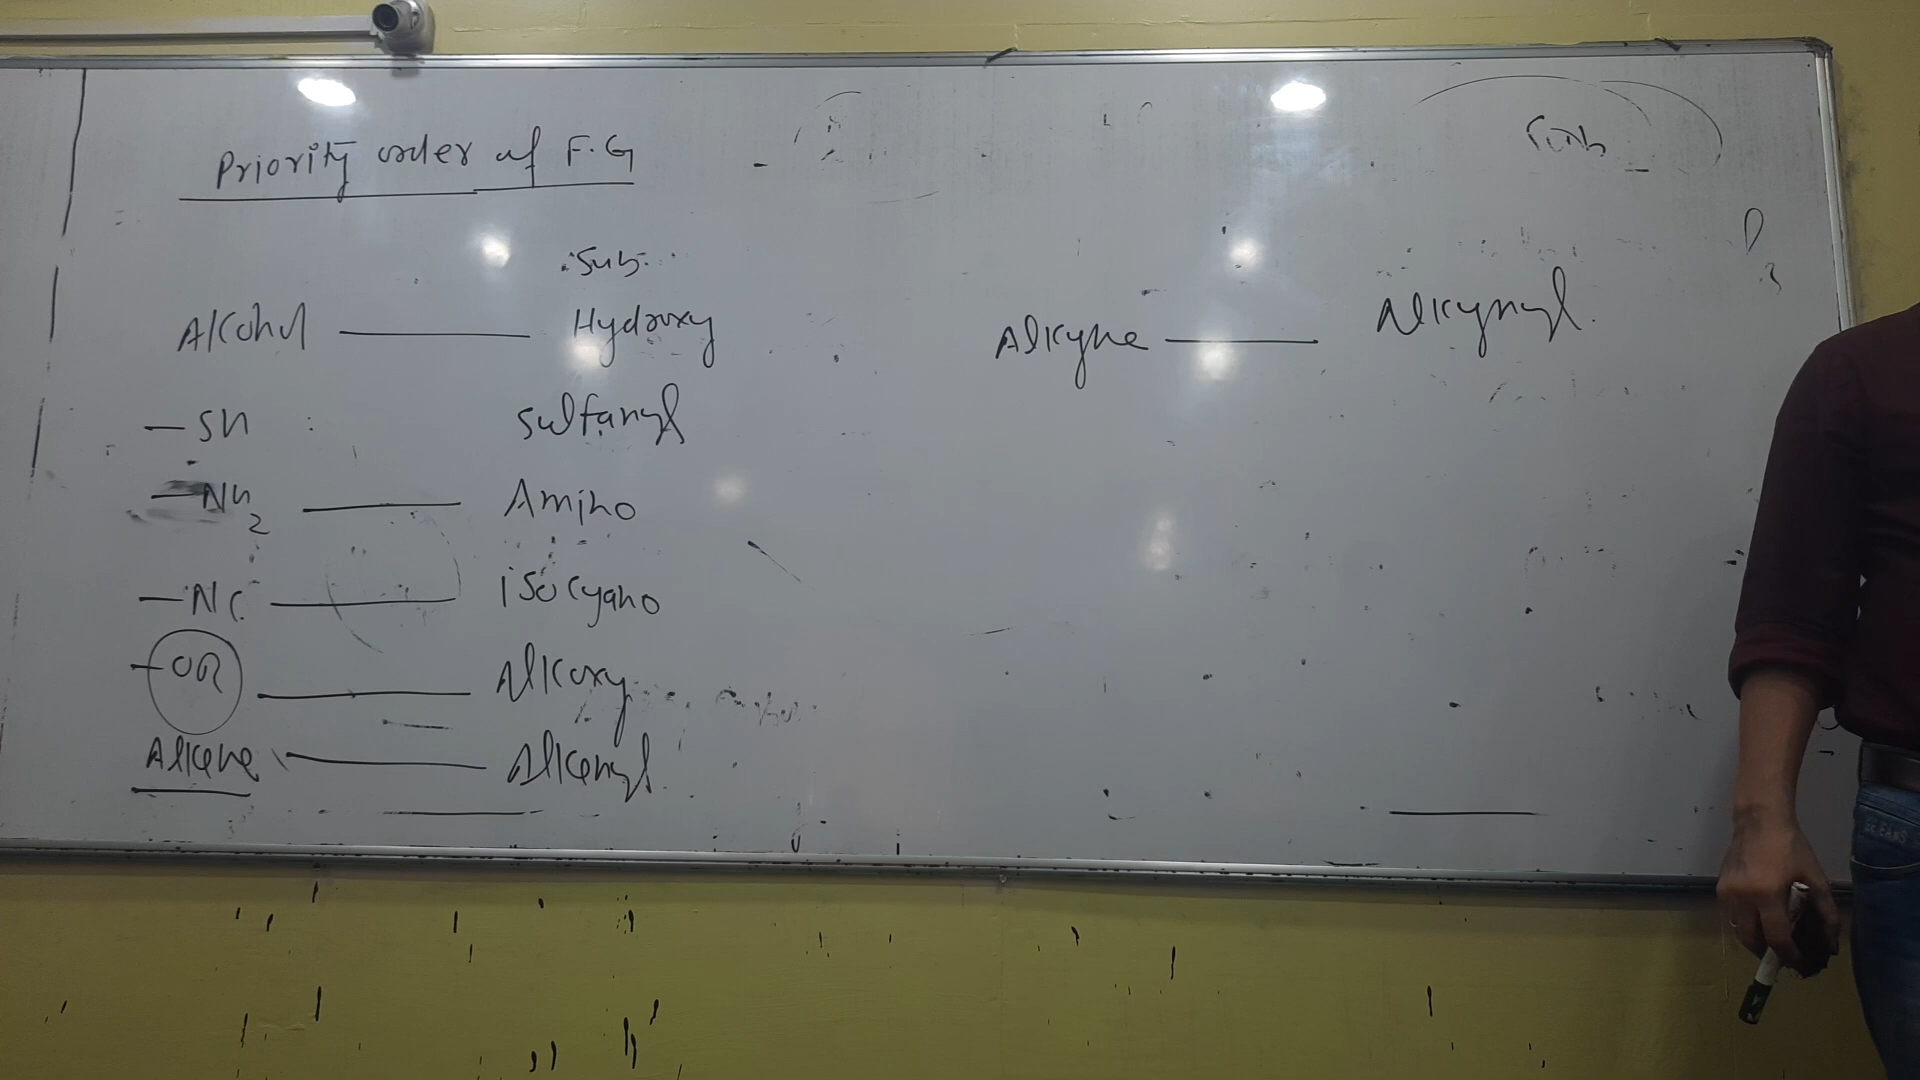 Priority order of F.G
Sub.
Alcohol — Hydroxy
— SH sulfanyl
— NH2 — Amino
— NC — isocyano
— OR — Alkoxy
Alkene — Alkenyl
Alkyne — Alkynyl.